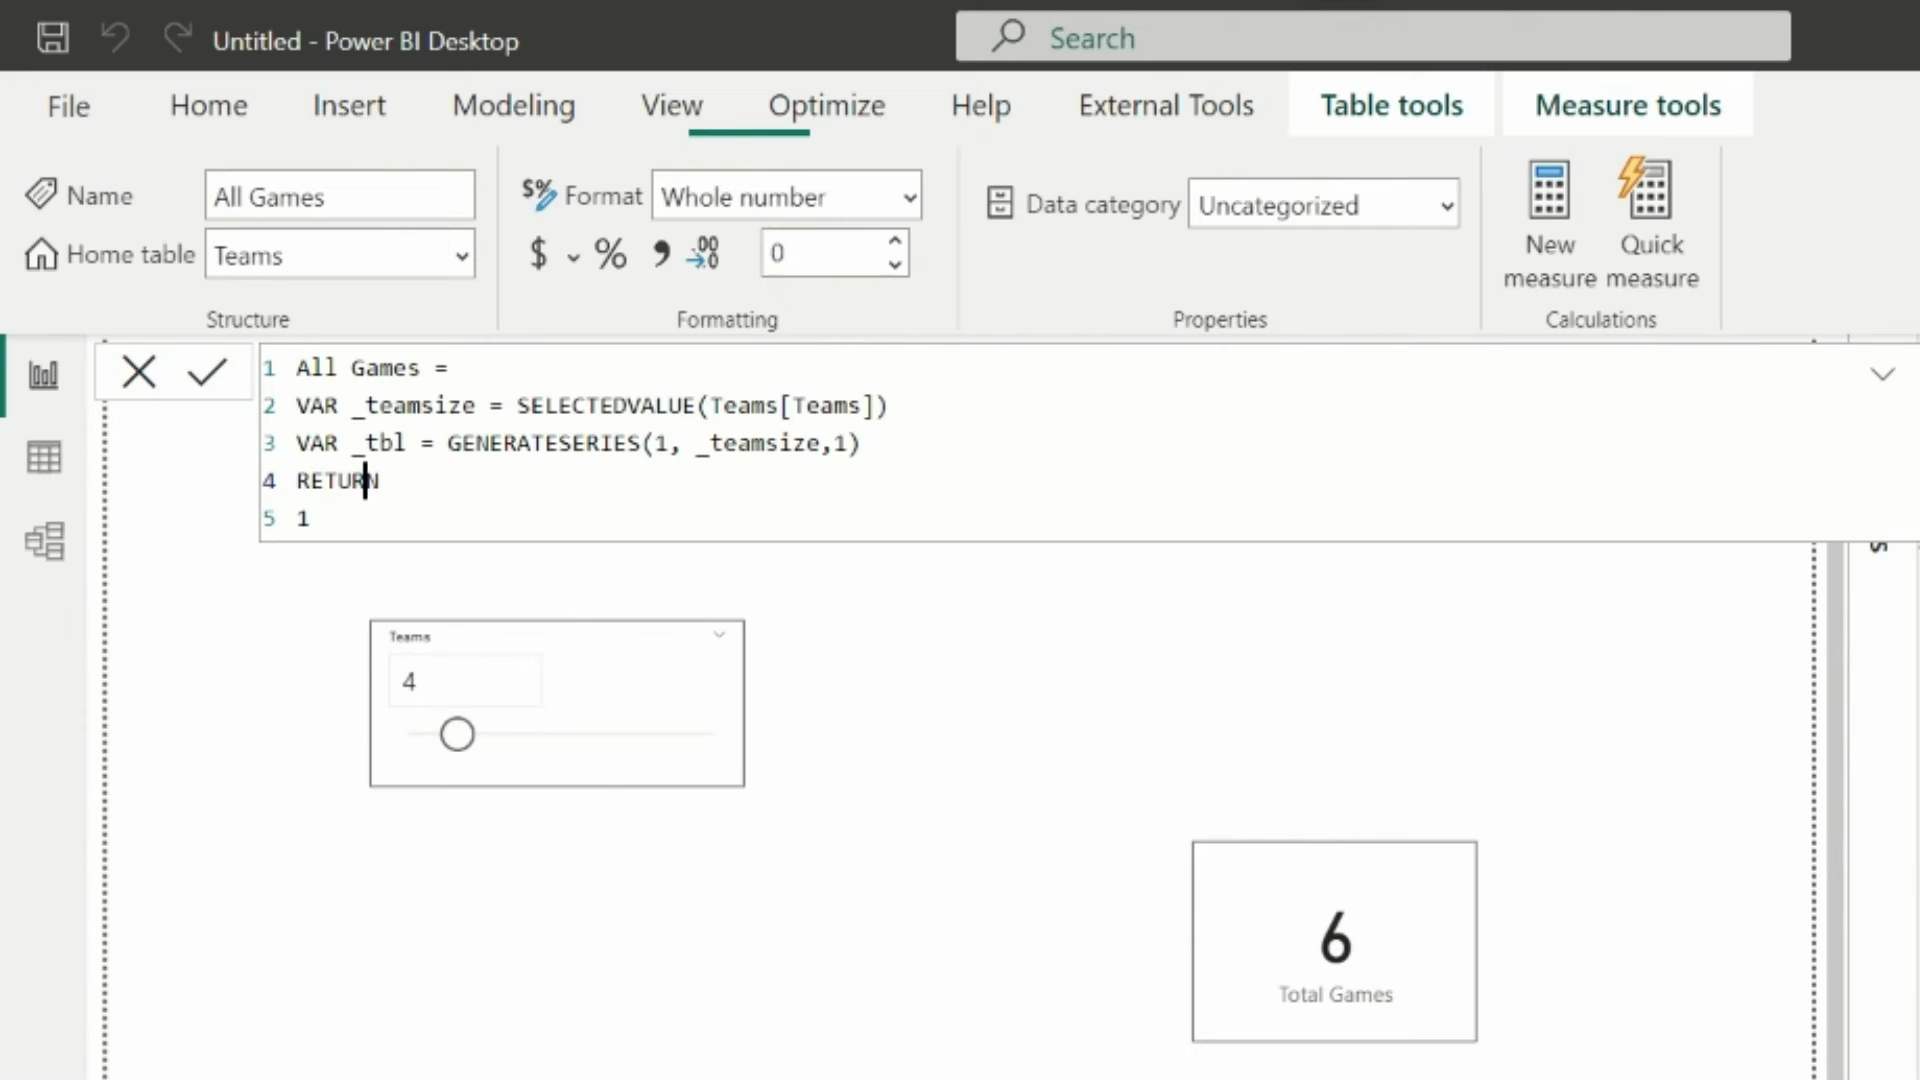 Untitled - Power BI Desktop
Search
File Home Insert Modeling View Optimize Help External Tools Table tools Measure tools
Name All Games
Home table Teams
Structure
$% Format Whole number
$ % , .00 0
Formatting
Data category Uncategorized
Properties
New measure
Quick measure
Calculations
1 All Games =
2 VAR _teamsize = SELECTEDVALUE(Teams[Teams])
3 VAR _tbl = GENERATESERIES(1, _teamsize,1)
4 RETURN
5 1
Teams
4
6
Total Games